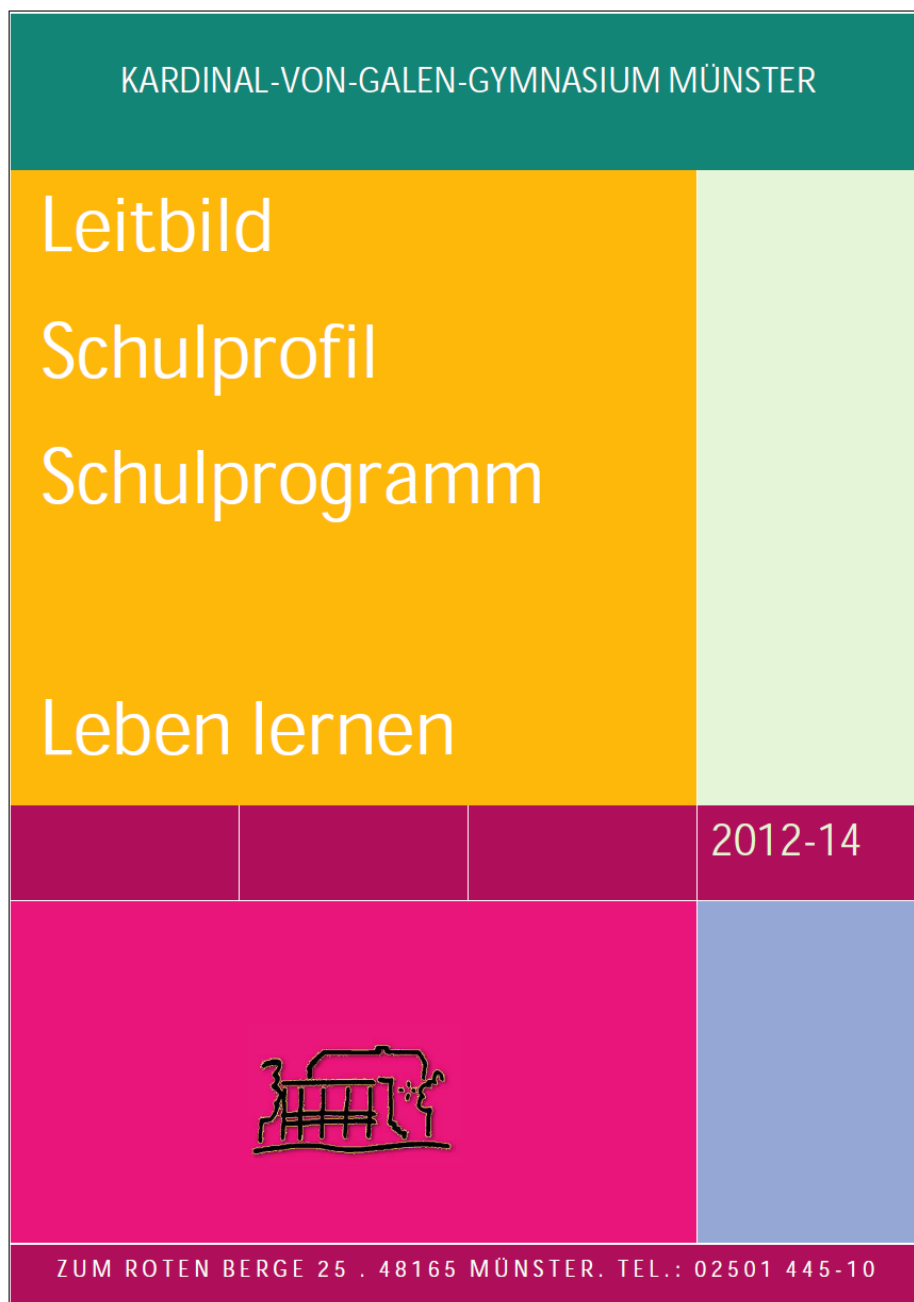 KARDINAL-VON-GALEN-GYMNASIUM MÜNSTER
Leitbild
Schulprofil
Schulprogramm
Leben lernen
2012-14
ZUM ROTEN BERGE 25 . 48165 MÜNSTER. TEL.: 02501 445-10